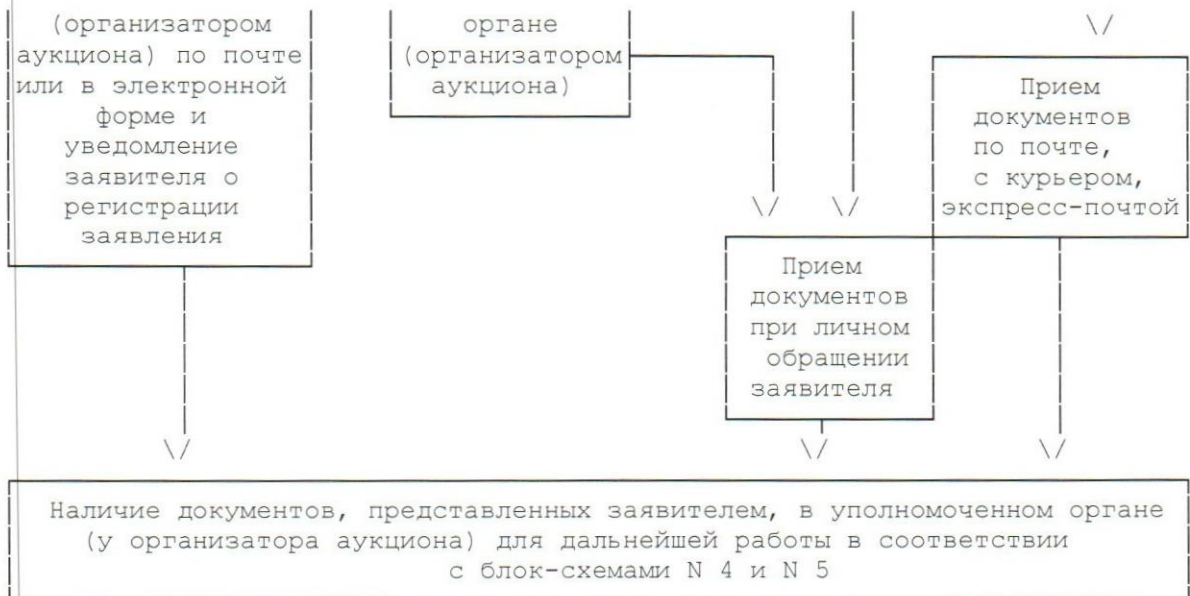 (организатором
аукциона) по почте
или в электронной
форме и
уведомление
заявителя о
регистрации
заявления
органе
(организатором
аукциона)
Прием
документов
по почте,
с курьером,
экспресс-почтой
Прием
документов
при личном
обращении
заявителя
Наличие документов, представленных заявителем, в уполномоченном органе
(у организатора аукциона) для дальнейшей работы в соответствии
с блок-схемами N 4 и N 5